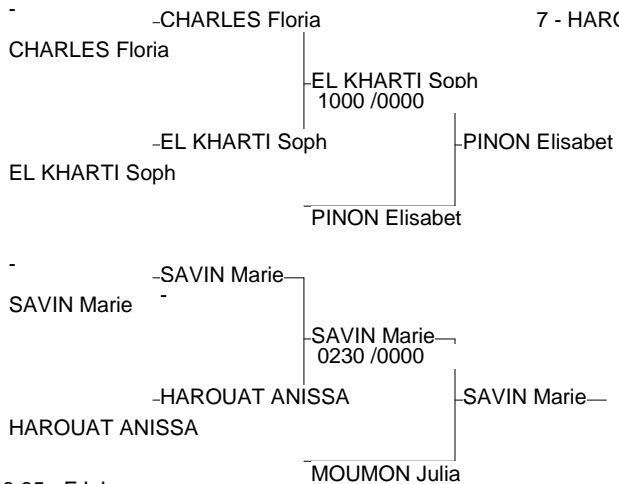 -
-CHARLES Floria
7 - HARO
CHARLES Floria
-EL KHARTI Soph
1000 /0000
-EL KHARTI Soph
-PINON Elisabet
EL KHARTI Soph
PINON Elisabet
-
-SAVIN Marie
-
SAVIN Marie
-SAVIN Marie
0230 /0000
-HAROUAT ANISSA
-SAVIN Marie
HAROUAT ANISSA
MOUMON Julia